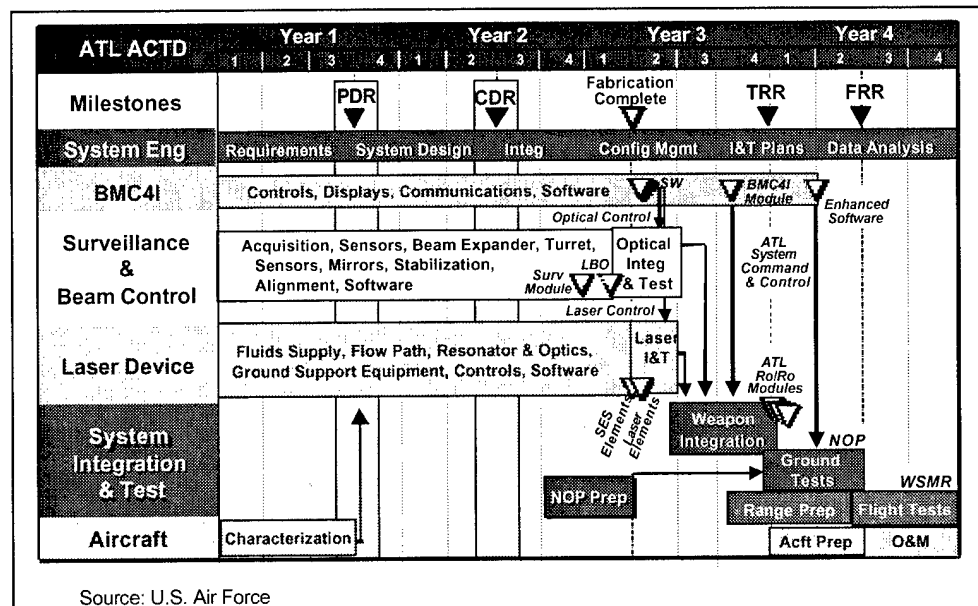 ATL ACTD
Year 1
Year 2
Year 3
Year 4
1 2 3 4 1 2 3 4 1 2 3 4 1 2 3 4
Milestones
PDR
CDR
Fabrication
Complete
TRR
FRR
System Eng
Requirements
System Design
Integ
Config Mgmt
I&T Plans
Data Analysis
BMC4I
Controls, Displays, Communications, Software
SW
BMC4I
Module
Enhanced
Software
Optical Control
Surveillance
&
Beam Control
Acquisition, Sensors, Beam Expander, Turret,
Sensors, Mirrors, Stabilization,
Alignment, Software
Surv
Module
LBO
Optical
Integ
& Test
ATL
System
Command
& Control
Laser Control
Laser Device
Fluids Supply, Flow Path, Resonator & Optics,
Ground Support Equipment, Controls, Software
Laser
I&T
SES
Elements
Laser
Elements
ATL
Ro/Ro
Modules
System
Integration
& Test
Weapon
Integration
NOP
Ground
Tests
NOP Prep
WSMR
Range Prep
Flight Tests
Aircraft
Characterization
Acft Prep
O&M
Source: U.S. Air Force